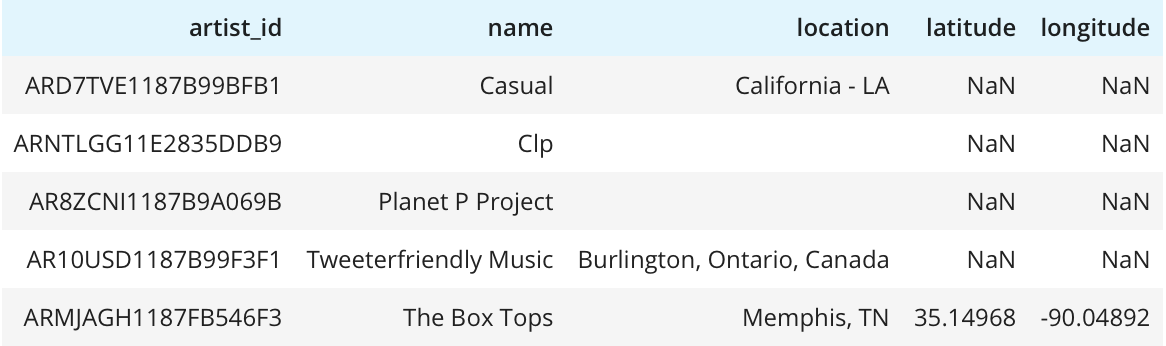 artist_id name location latitude longitude
ARD7TVE1187B99BFB1 Casual California - LA NaN NaN
ARNTLGG11E2835DDB9 Clp NaN NaN
AR8ZCNI1187B9A069B Planet P Project NaN NaN
AR10USD1187B99F3F1 Tweeterfriendly Music Burlington, Ontario, Canada NaN NaN
ARMJAGH1187FB546F3 The Box Tops Memphis, TN 35.14968 -90.04892